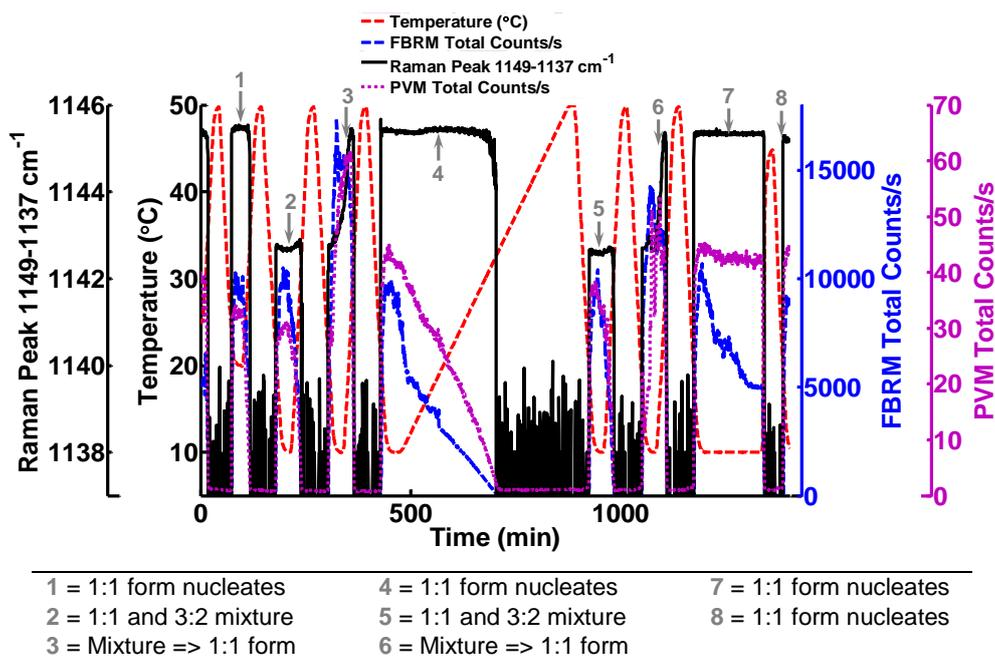 Temperature (°C)
FBRM Total Counts/s
Raman Peak 1149-1137 cm-1
PVM Total Counts/s
1 3 6 7 8
2 4 5
Raman Peak 1149-1137 cm-1
1146
1144
1142
1140
1138
Temperature (°C)
50
40
30
20
10
0 500 1000
Time (min)
15000
10000
5000
0
FBRM Total Counts/s
70
60
50
40
30
20
10
0
PVM Total Counts/s
1 = 1:1 form nucleates 4 = 1:1 form nucleates 7 = 1:1 form nucleates
2 = 1:1 and 3:2 mixture 5 = 1:1 and 3:2 mixture 8 = 1:1 form nucleates
3 = Mixture => 1:1 form 6 = Mixture => 1:1 form